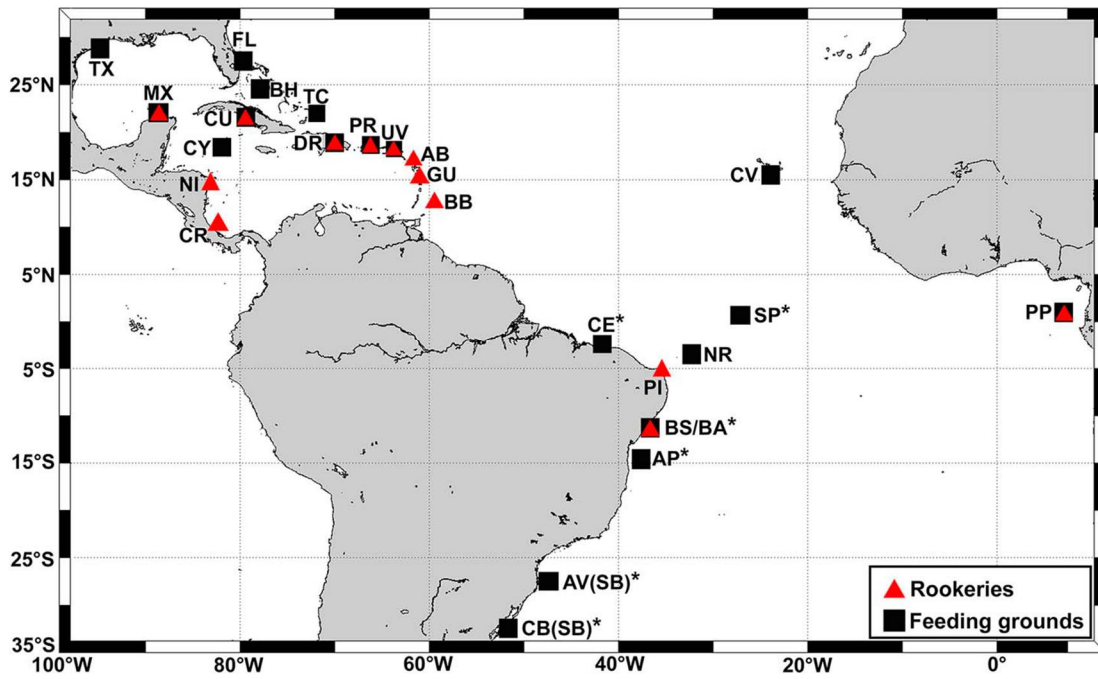 FL
TX
BH
MX
TC
CU
PR
UV
DR
CY
AB
GU
NI
BB
CR
CV
CE*
SP*
PP
NR
PI
BS/BA*
AP*
AV(SB)*
CB(SB)*
Rookeries
Feeding grounds
25°N
15°N
5°N
5°S
15°S
25°S
35°S
100°W
80°W
60°W
40°W
20°W
0°